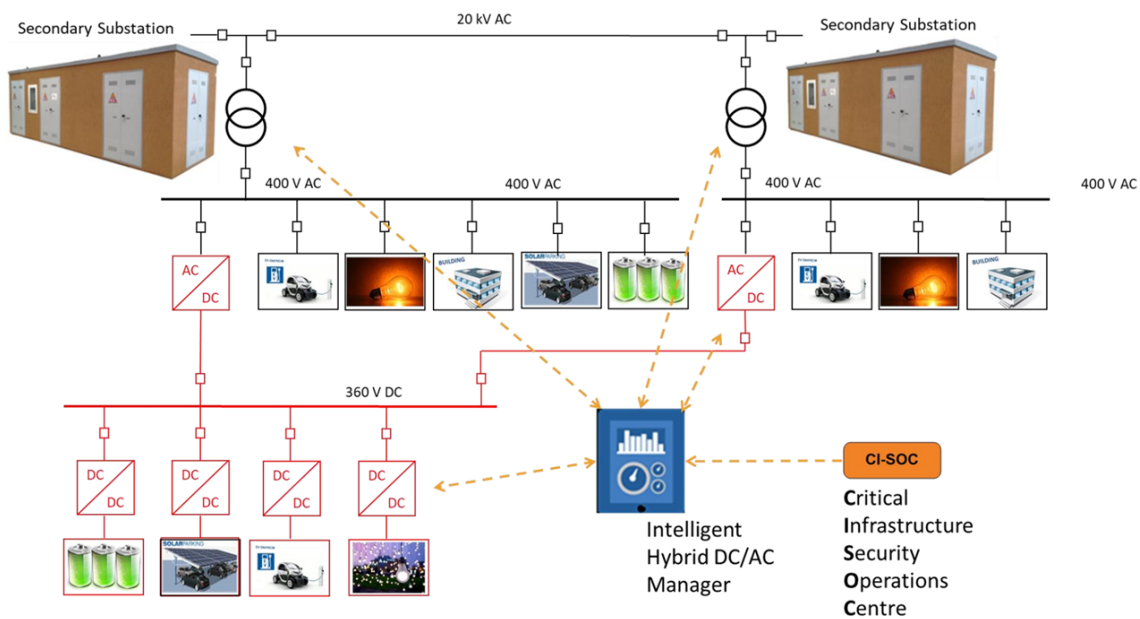 20 kV AC
Secondary Substation
Secondary Substation
400 V AC
400 V AC
400 V AC
400 V AC
AC
DC
BUILDING
SOLARPARKING
AC
DC
BUILDING
360 V DC
DC
DC
DC
DC
DC
DC
DC
DC
SOLARPARKING
CI-SOC
Critical
Infrastructure
Security
Operations
Centre
Intelligent
Hybrid DC/AC
Manager